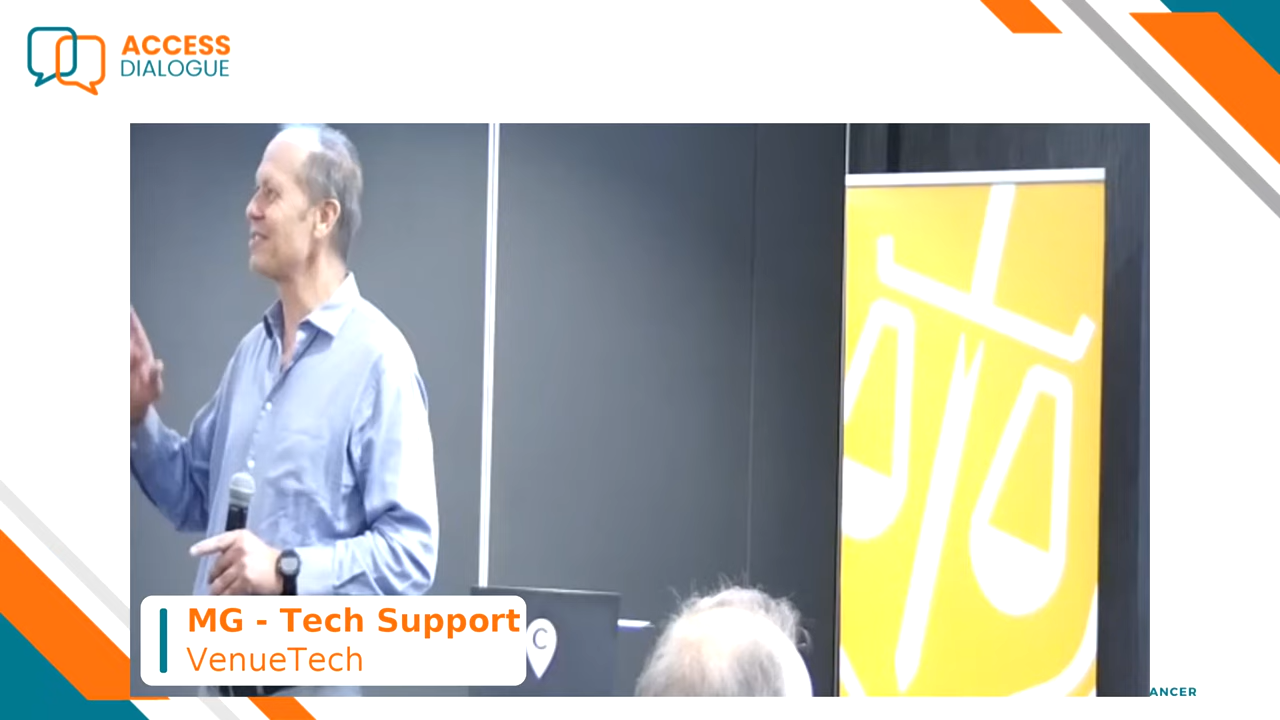 ACCESS
DIALOGUE
MG - Tech Support
VenueTech
C
ANCER